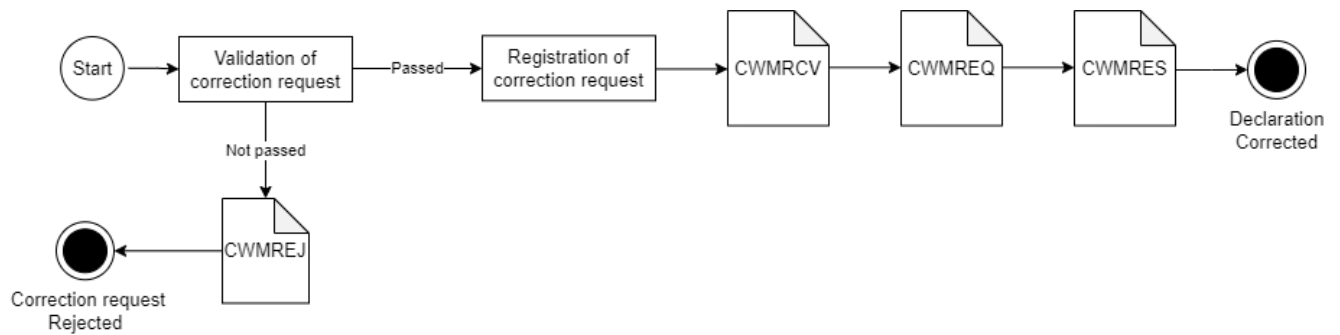 Start
Validation of
correction request
Passed
Registration of
correction request
CWMRCV
CWMREQ
CWMRES
Declaration
Corrected
Not passed
CWMREJ
Correction request
Rejected